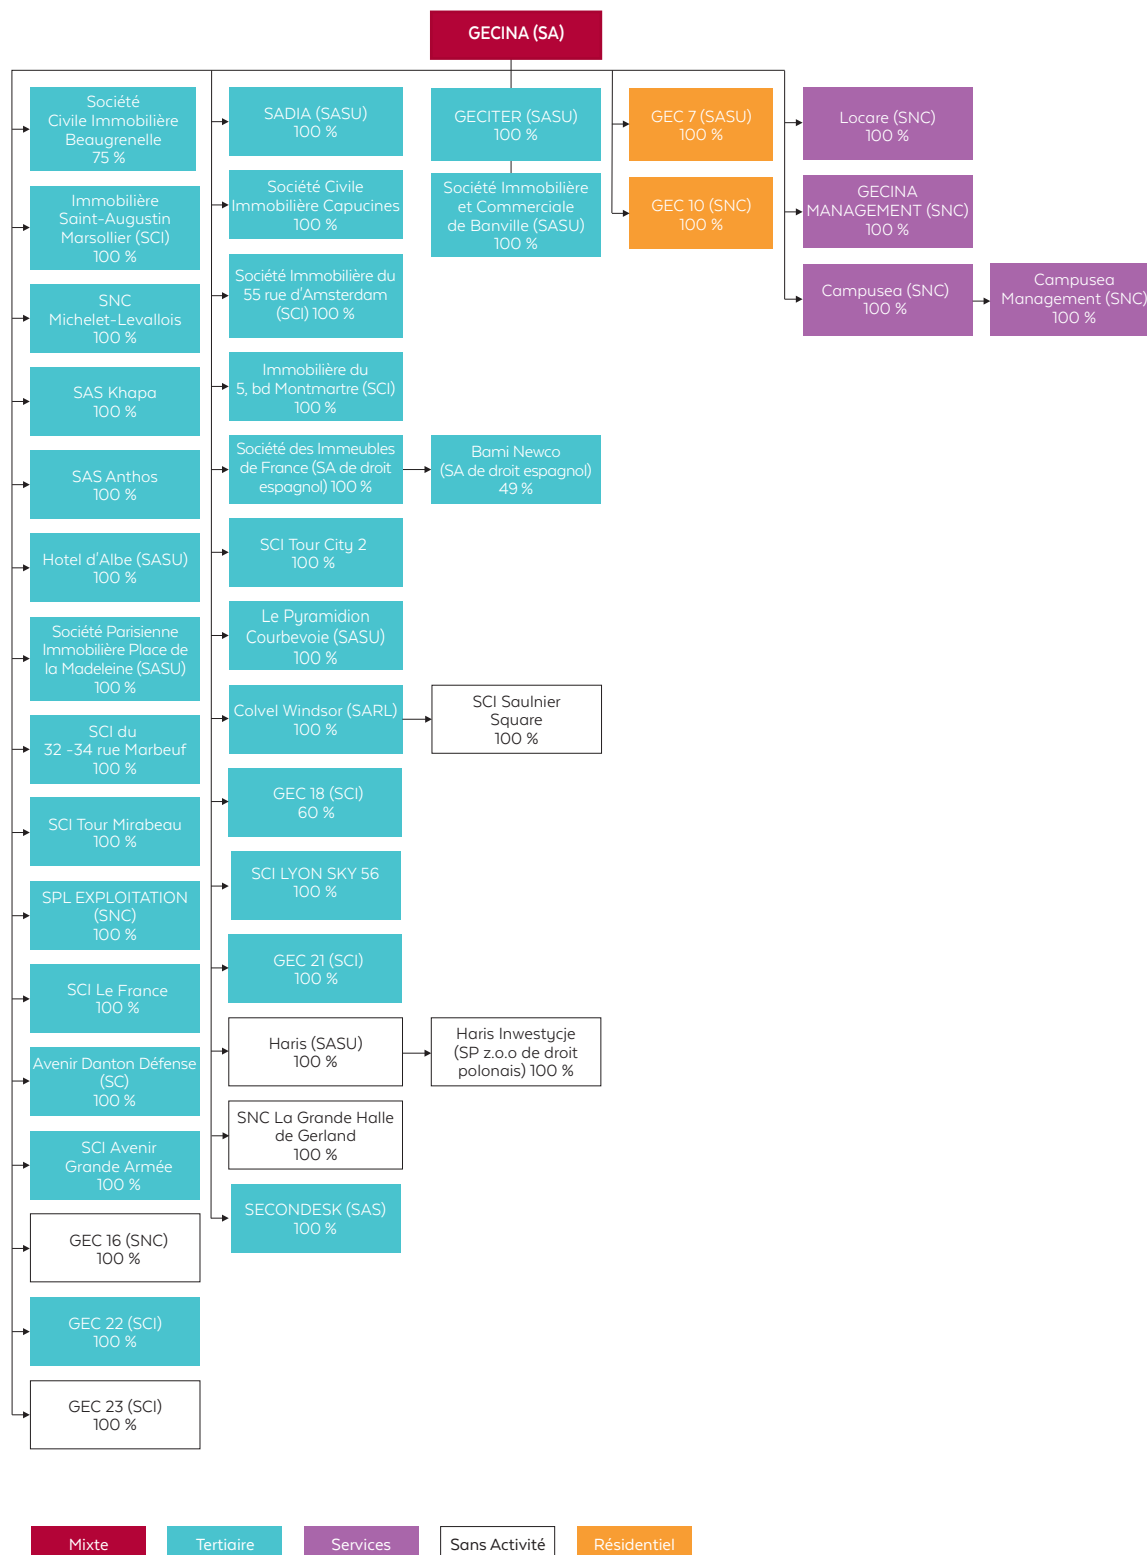 GECINA (SA)
Société
Civile Immobilière
Beaugrenelle
75 %
Immobilière
Saint-Augustin
Marsollier (SCI)
100 %
SNC
Michelet-Levallois
100 %
SAS Khapa
100 %
SAS Anthos
100 %
Hotel d'Albe (SASU)
100 %
Société Parisienne
Immobilière Place de
la Madeleine (SASU)
100 %
SCI du
32 -34 rue Marbeuf
100 %
SCI Tour Mirabeau
100 %
SPL EXPLOITATION
(SNC)
100 %
SCI Le France
100 %
Avenir Danton Défense
(SC)
100 %
SCI Avenir
Grande Armée
100 %
GEC 16 (SNC)
100 %
GEC 22 (SCI)
100 %
GEC 23 (SCI)
100 %
SADIA (SASU)
100 %
Société Civile
Immobilière Capucines
100 %
Société Immobilière du
55 rue d'Amsterdam
(SCI) 100 %
Immobilière du
5, bd Montmartre (SCI)
100 %
Société des Immeubles
de France (SA de droit
espagnol) 100 %
Bami Newco
(SA de droit espagnol)
49 %
SCI Tour City 2
100 %
Le Pyramidion
Courbevoie (SASU)
100 %
Colvel Windsor (SARL)
100 %
SCI Saulnier
Square
100 %
GEC 18 (SCI)
60 %
SCI LYON SKY 56
100 %
GEC 21 (SCI)
100 %
Haris (SASU)
100 %
Haris Inwestycje
(SP z.o.o de droit
polonais) 100 %
SNC La Grande Halle
de Gerland
100 %
SECONDESK (SAS)
100 %
GECITER (SASU)
100 %
Société Immobilière
et Commerciale
de Banville (SASU)
100 %
GEC 7 (SASU)
100 %
GEC 10 (SNC)
100 %
Locare (SNC)
100 %
GECINA
MANAGEMENT (SNC)
100 %
Campusea (SNC)
100 %
Campusea
Management (SNC)
100 %
Mixte
Tertiaire
Services
Sans Activité
Résidentiel